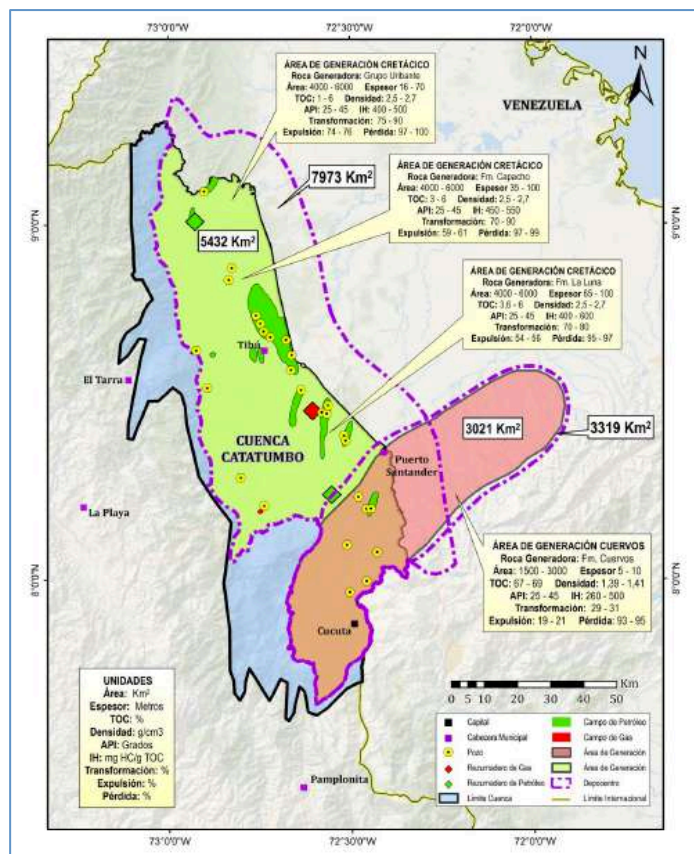 73°0'0"W
72°30'0"W
72°0'0"W
N
VENEZUELA
ÁREA DE GENERACIÓN CRETÁCICO
Roca Generadora: Grupo Uribante
Área: 4000 - 6000 Espesor 16 - 70
TOC: 1 - 6 Densidad: 2,5 - 2,7
API: 25 - 45 IH: 400 - 500
Transformación: 75 - 90
Expulsión: 74 - 76 Pérdida: 97 - 100
7973 Km²
ÁREA DE GENERACIÓN CRETÁCICO
Roca Generadora: Fm. Capacho
Área: 4000 - 6000 Espesor 35 - 100
TOC: 3 - 6 Densidad: 2,5 - 2,7
API: 25 - 45 IH: 450 - 550
Transformación: 70 - 90
Expulsión: 59 - 61 Pérdida: 97 - 99
9°0'0"N
9°0'0"N
5432 Km²
ÁREA DE GENERACIÓN CRETÁCICO
Roca Generadora: Fm. La Luna
Área: 4000 - 6000 Espesor 65 - 100
TOC: 3,6 - 6 Densidad: 2,5 - 2,7
API: 25 - 45 IH: 400 - 600
Transformación: 70 - 80
Expulsión: 54 - 56 Pérdida: 95 - 97
Tibú
El Tarra
CUENCA
CATATUMBO
3021 Km²
3319 Km²
Puerto
Santander
La Playa
ÁREA DE GENERACIÓN CUERVOS
Roca Generadora: Fm. Cuervos
Área: 1500 - 3000 Espesor 5 - 10
TOC: 67 - 69 Densidad: 1,39 - 1,41
API: 25 - 45 IH: 260 - 500
Transformación: 29 - 31
Expulsión: 19 - 21 Pérdida: 93 - 95
8°0'0"N
8°0'0"N
Cucuta
UNIDADES
Área: Km²
Espesor: Metros
TOC: %
Densidad: g/cm3
API: Grados
IH: mg HC/g TOC
Transformación: %
Expulsión: %
Pérdida: %
Km
0 5 10 20 30 40 50
Capital
Cabecera Municipal
Pozo
Rezumadero de Gas
Rezumadero de Petróleo
Límite Cuenca
Campo de Petróleo
Campo de Gas
Área de Generación
Área de Generación
Depocentro
Límite Internacional
Pamplonita
73°0'0"W
72°30'0"W
72°0'0"W